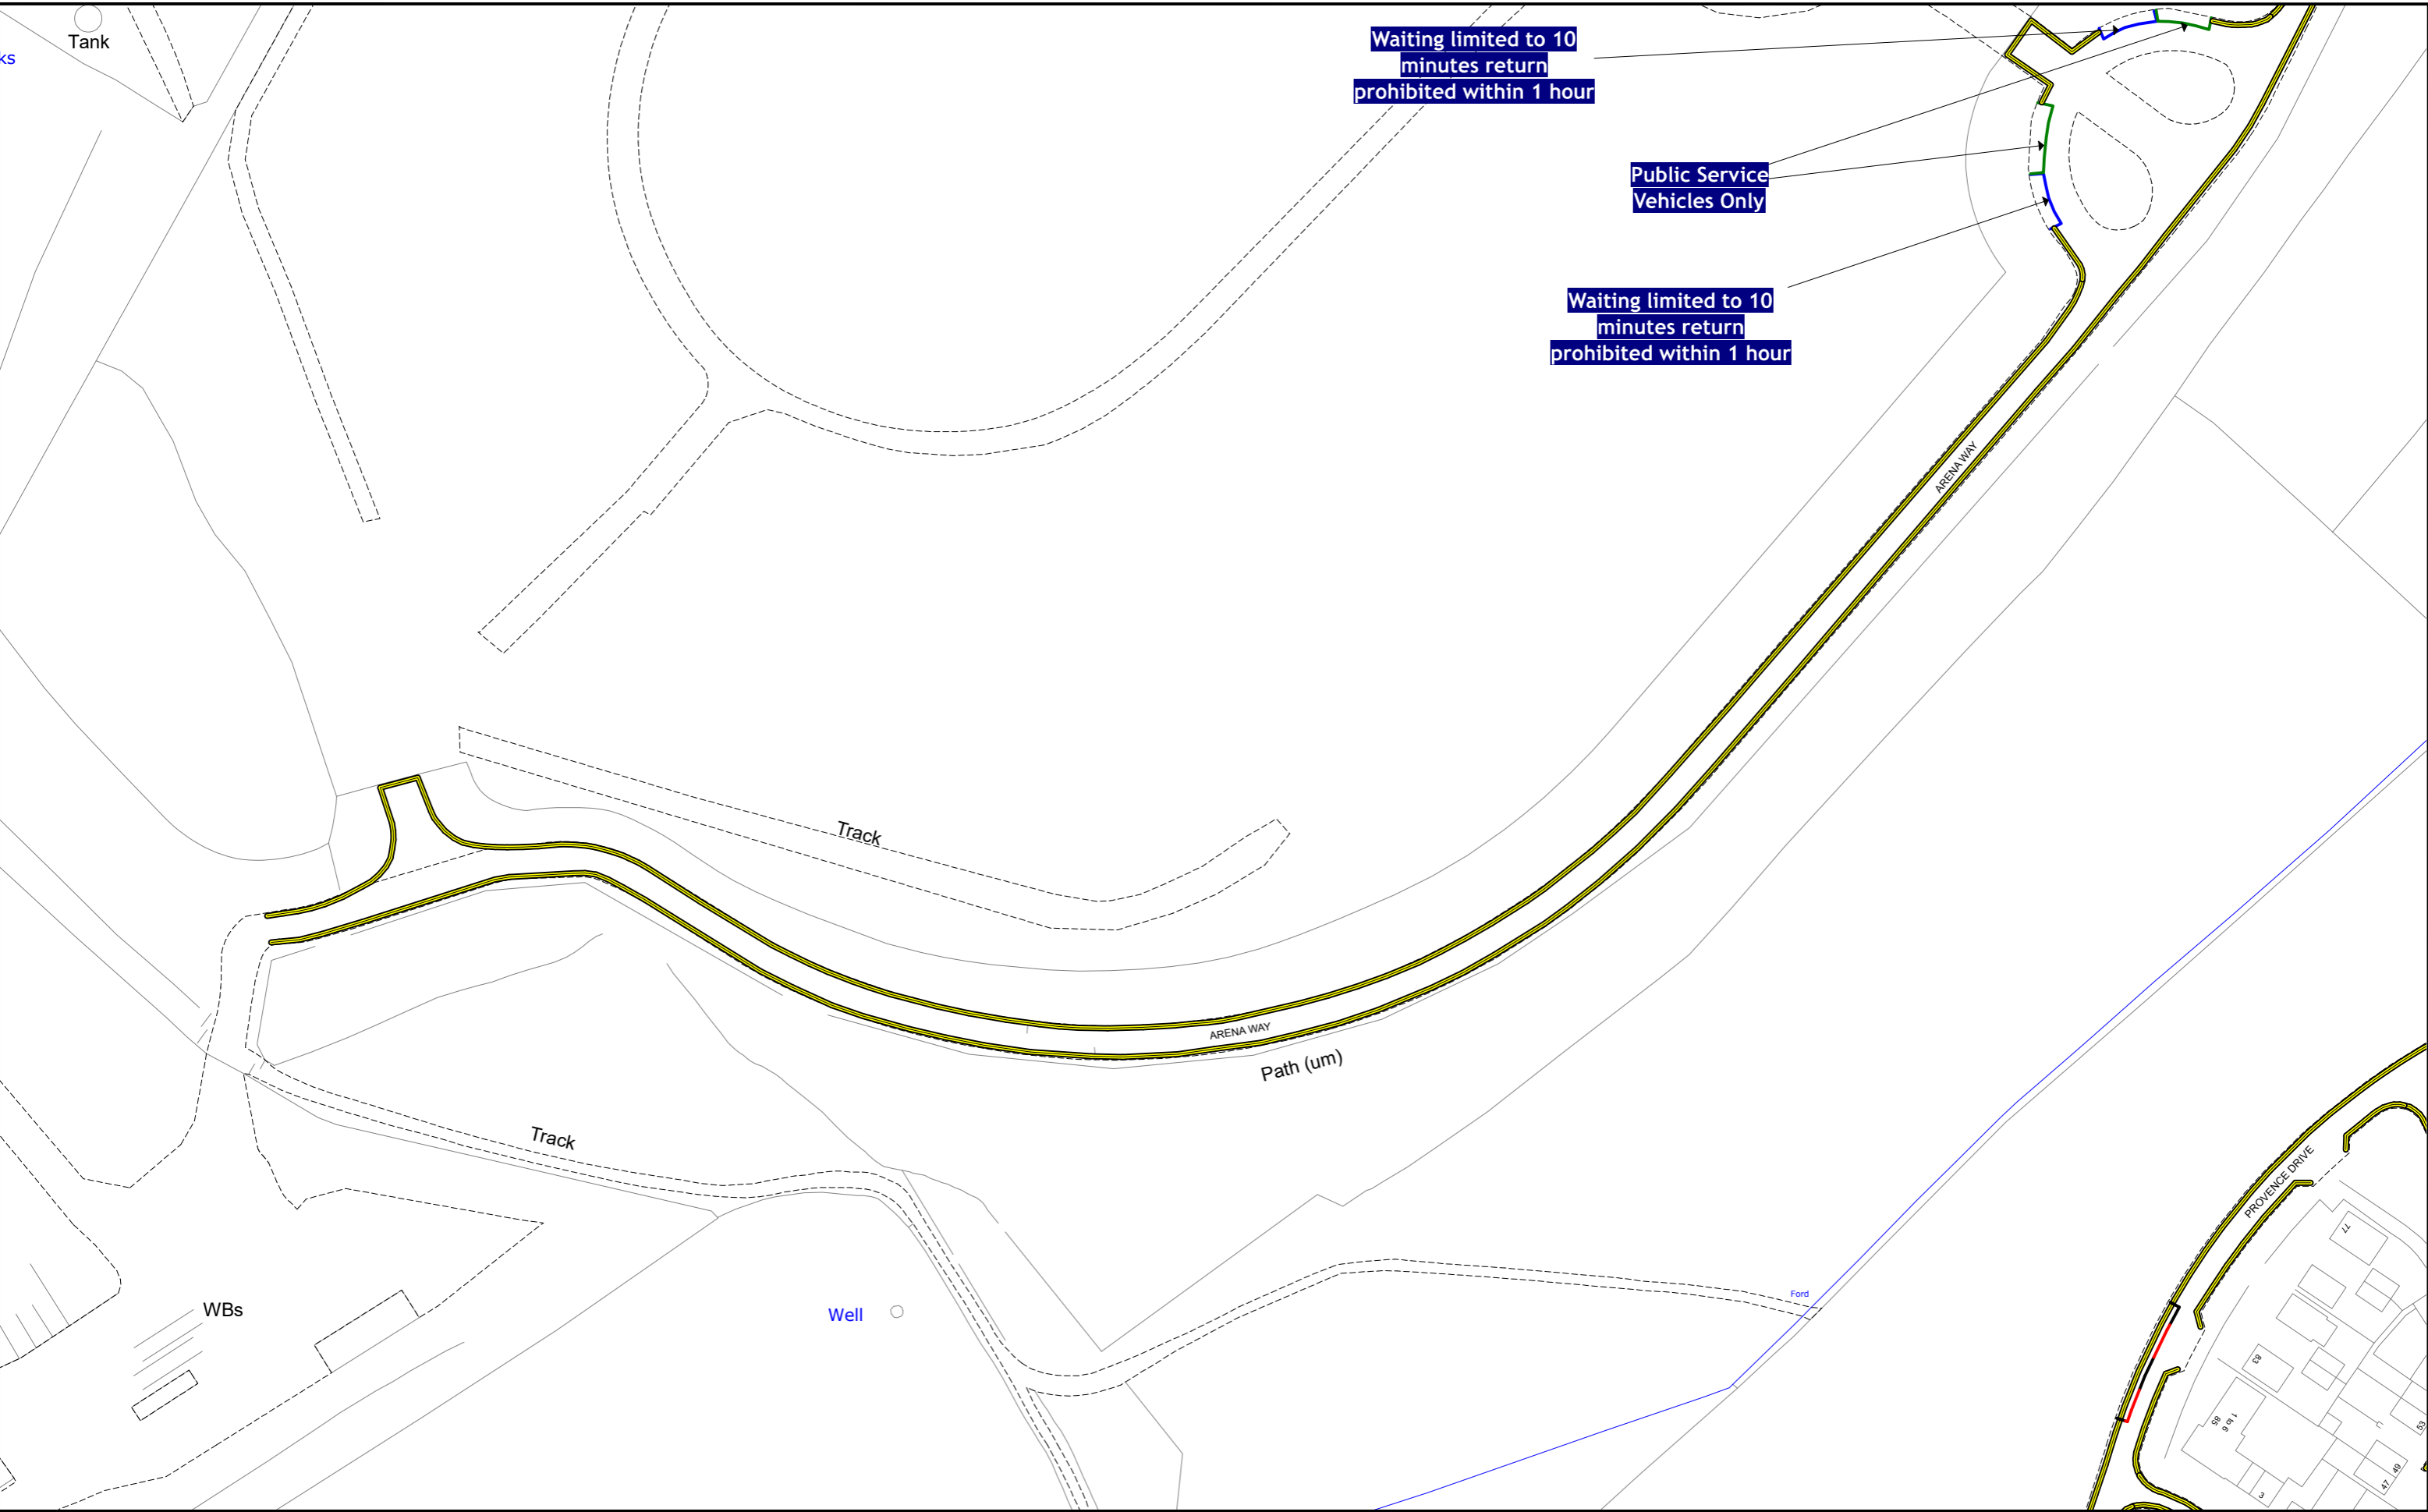 Tank
ks
Waiting limited to 10
minutes return
prohibited within 1 hour
Public Service
Vehicles Only
Waiting limited to 10
minutes return
prohibited within 1 hour
ARENA WAY
Track
ARENA WAY
Path (um)
Track
PROVENCE DRIVE
77
Ford
WBs
Well
83
85
1 to 6
53
49
47
3